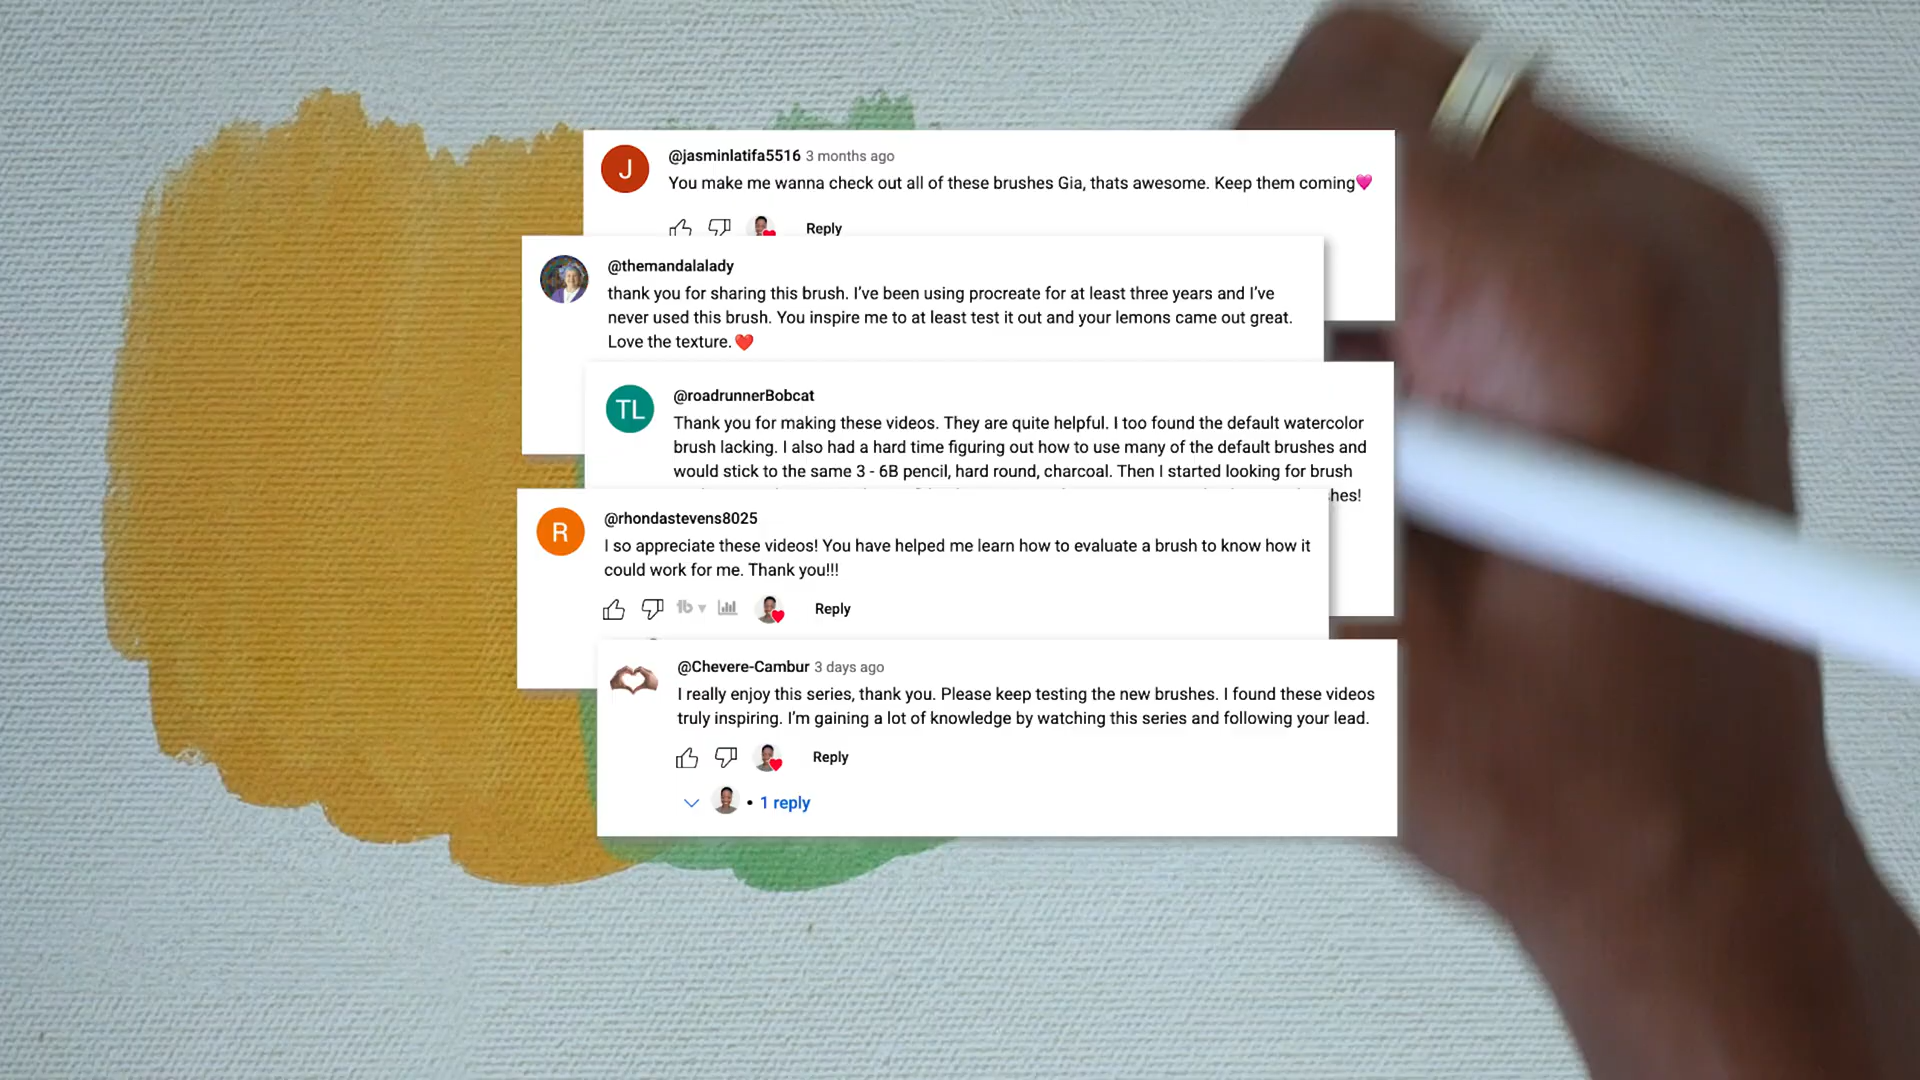 J
@jasminlatifa5516 3 months ago
You make me wanna check out all of these brushes Gia, thats awesome. Keep them coming💗
Reply
@themandalalady
thank you for sharing this brush. I’ve been using procreate for at least three years and I’ve
never used this brush. You inspire me to at least test it out and your lemons came out great.
Love the texture.❤️
TL
@roadrunnerBobcat
Thank you for making these videos. They are quite helpful. I too found the default watercolor
brush lacking. I also had a hard time figuring out how to use many of the default brushes and
would stick to the same 3 - 6B pencil, hard round, charcoal. Then I started looking for brush
R
@rhondastevens8025
I so appreciate these videos! You have helped me learn how to evaluate a brush to know how it
could work for me. Thank you!!!
Reply
@Chevere-Cambur 3 days ago
I really enjoy this series, thank you. Please keep testing the new brushes. I found these videos
truly inspiring. I’m gaining a lot of knowledge by watching this series and following your lead.
Reply
• 1 reply